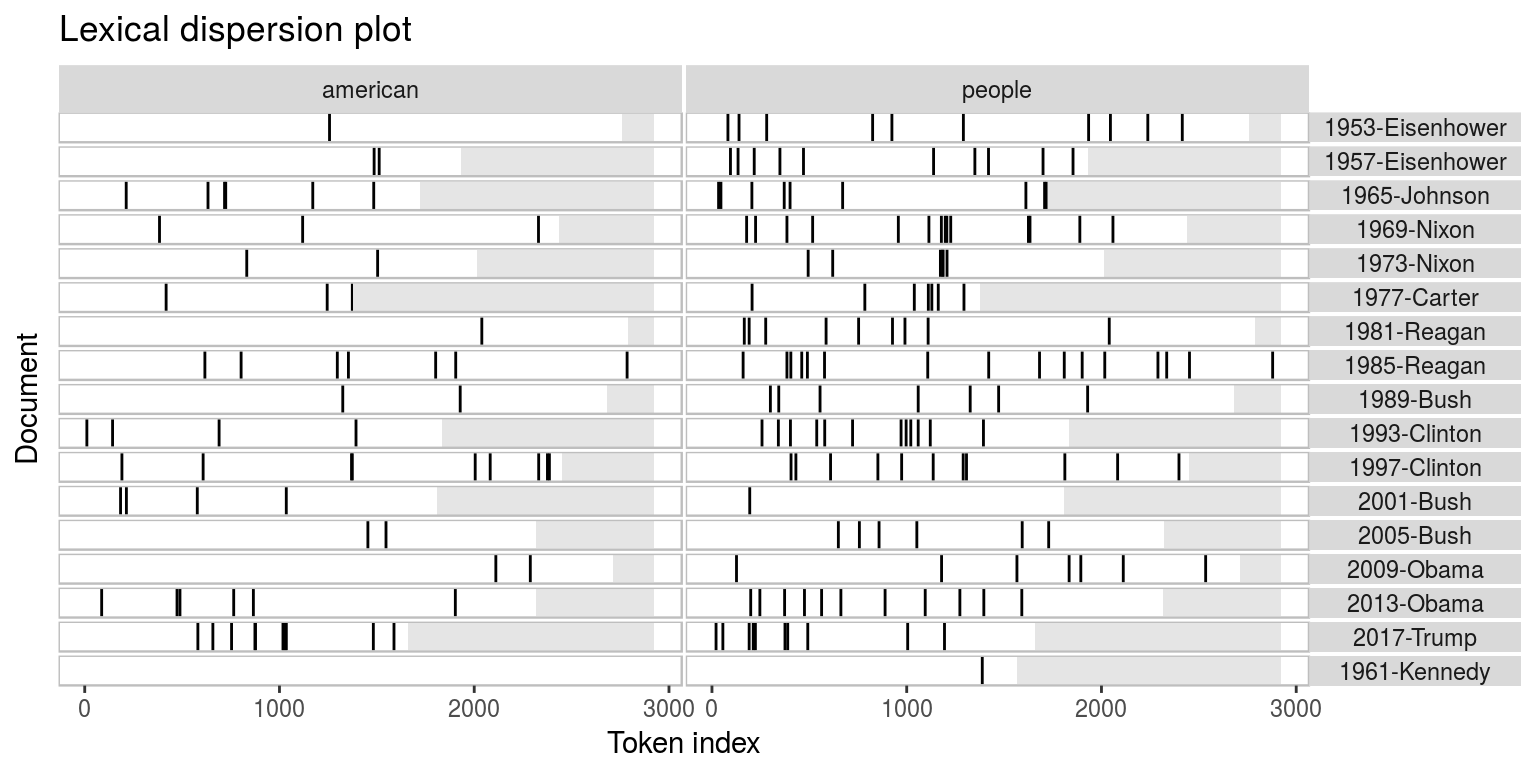 Lexical dispersion plot
american
people
1953-Eisenhower
1957-Eisenhower
1965-Johnson
1969-Nixon
1973-Nixon
1977-Carter
1981-Reagan
1985-Reagan
1989-Bush
1993-Clinton
1997-Clinton
2001-Bush
2005-Bush
2009-Obama
2013-Obama
2017-Trump
1961-Kennedy
Document
0 1000 2000 3000 0 1000 2000 3000
Token index